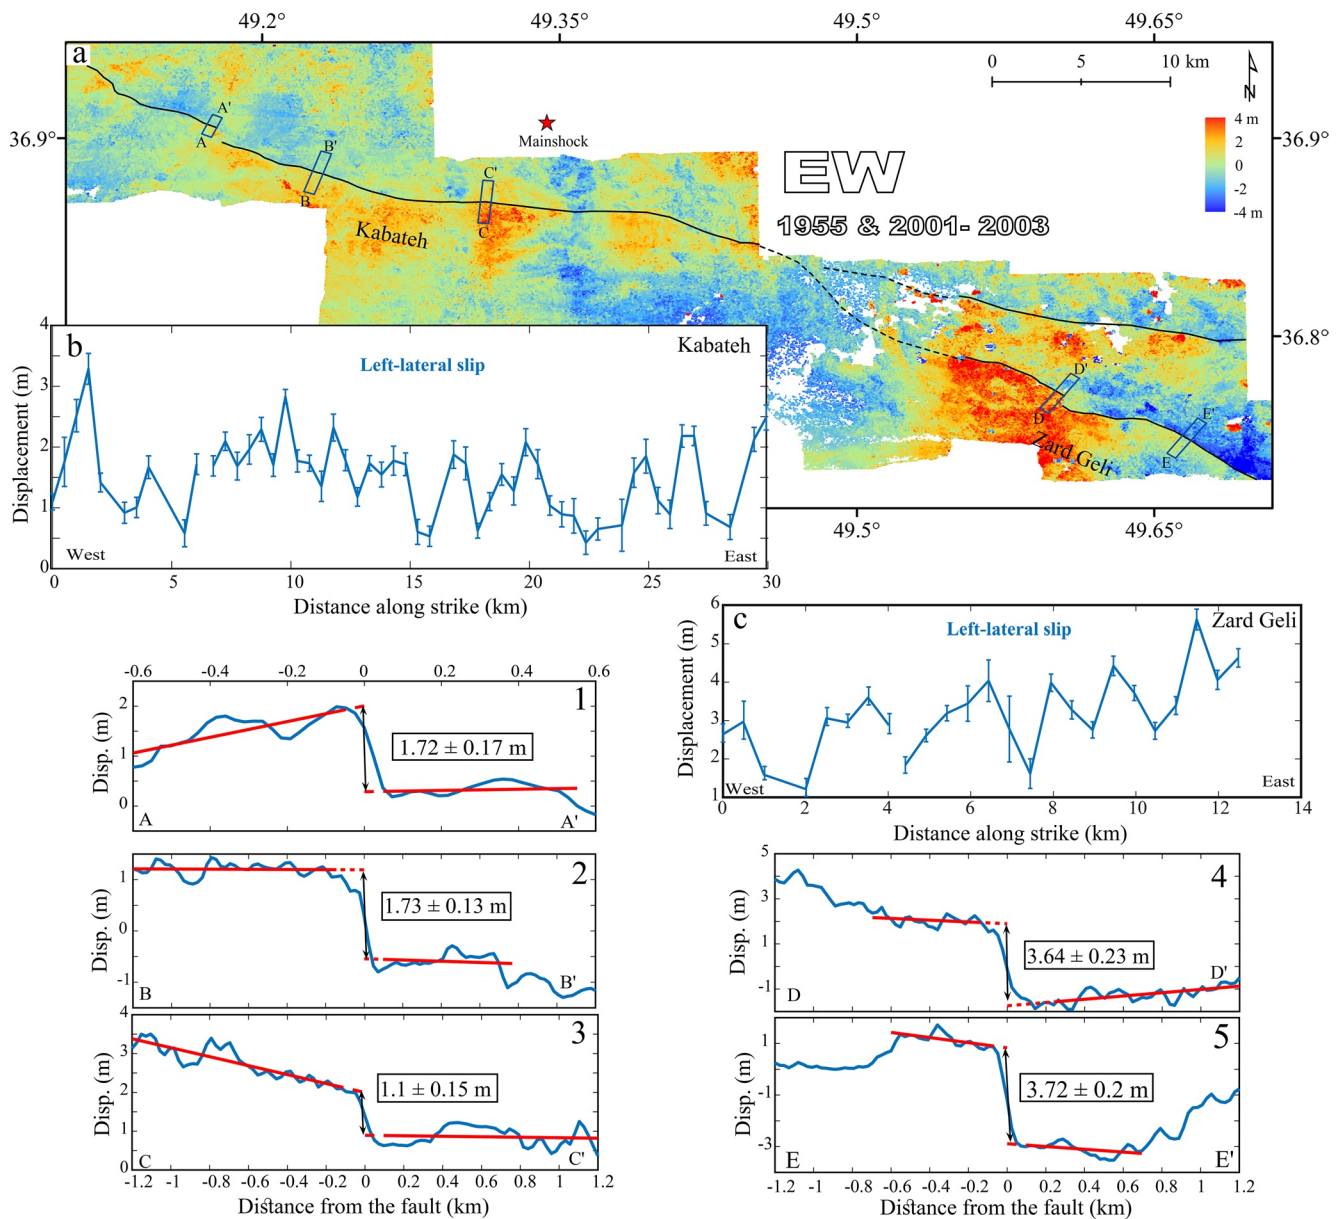 49.2° 49.35° 49.5° 49.65°
a
0 5 10 km
N
36.9° 36.9°
A' A
B' B
C' C
Mainshock
Kabateh
4 m
2
0
-2
-4 m
EW
1955 & 2001- 2003
36.8°
D' D
E' E
Zard Geli
49.5° 49.65°
b
Kabateh
Left-lateral slip
Displacement (m)
4
3
2
1
0
West East
0 5 10 15 20 25 30
Distance along strike (km)
c
Zard Geli
Left-lateral slip
Displacement (m)
6
5
4
3
2
1
West East
0 2 4 6 8 10 12 14
Distance along strike (km)
-0.6 -0.4 -0.2 0 0.2 0.4 0.6
1
Disp. (m)
2
1
0
1.72 ± 0.17 m
A A'
2
Disp. (m)
1
0
-1
1.73 ± 0.13 m
B B'
3
Disp. (m)
4
3
2
1
0
1.1 ± 0.15 m
C C'
-1.2 -1 -0.8 -0.6 -0.4 -0.2 0 0.2 0.4 0.6 0.8 1 1.2
Distance from the fault (km)
4
Disp. (m)
5
3
1
-1
3.64 ± 0.23 m
D D'
5
Disp. (m)
1
-1
-3
3.72 ± 0.2 m
E E'
-1.2 -1 -0.8 -0.6 -0.4 -0.2 0 0.2 0.4 0.6 0.8 1 1.2
Distance from the fault (km)